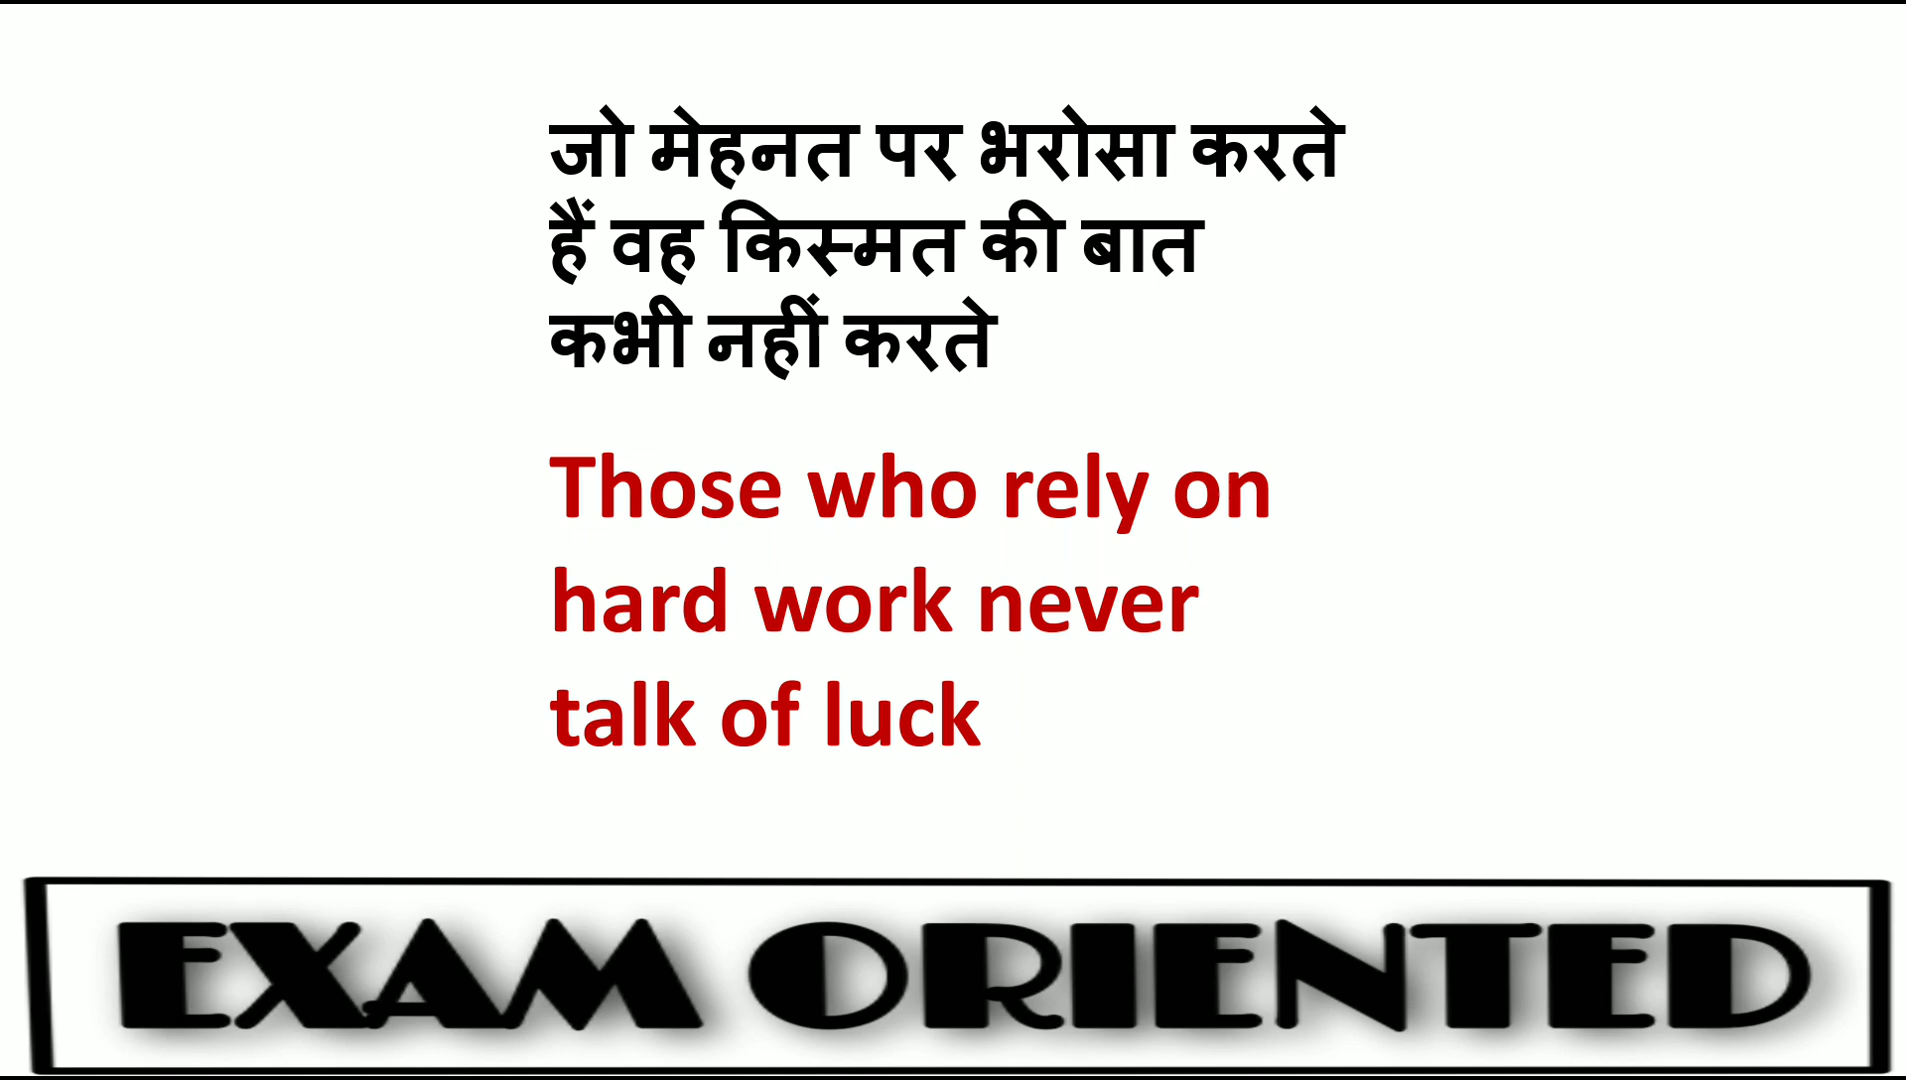 जो मेहनत पर भरोसा करते
हैं वह किस्मत की बात
कभी नहीं करते
Those who rely on
hard work never
talk of luck
EXAM ORIENTED